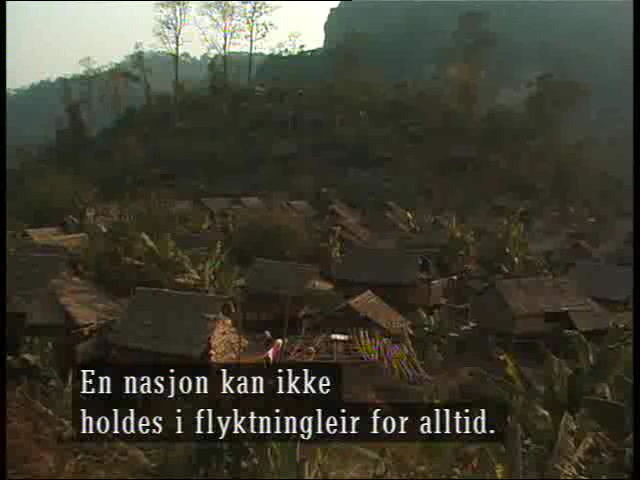 En nasjon kan ikke
holdes i flyktningleir for alltid.